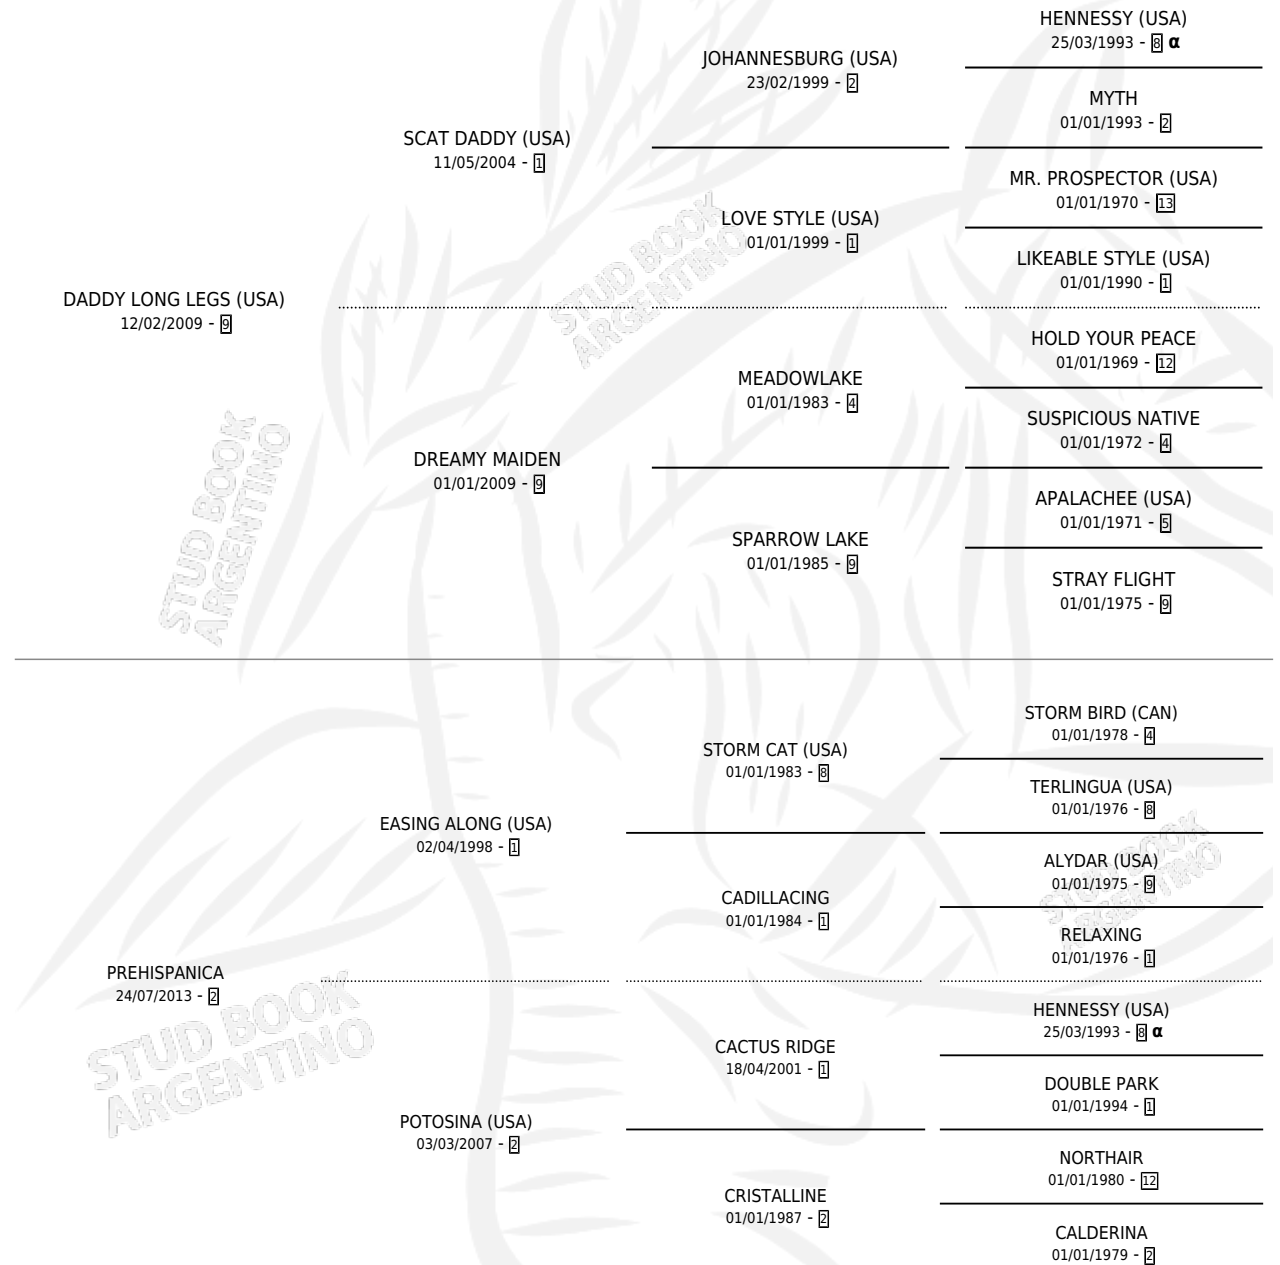 HENNESSY (USA)
25/03/1993 - 8 α
JOHANNESBURG (USA)
23/02/1999 - 2
MYTH
01/01/1993 - 2
SCAT DADDY (USA)
11/05/2004 - 1
MR. PROSPECTOR (USA)
01/01/1970 - 13
LOVE STYLE (USA)
01/01/1999 - 1
LIKEABLE STYLE (USA)
01/01/1990 - 1
DADDY LONG LEGS (USA)
12/02/2009 - 9
HOLD YOUR PEACE
01/01/1969 - 12
MEADOWLAKE
01/01/1983 - 4
SUSPICIOUS NATIVE
01/01/1972 - 4
DREAMY MAIDEN
01/01/2009 - 9
APALACHEE (USA)
01/01/1971 - 5
SPARROW LAKE
01/01/1985 - 9
STRAY FLIGHT
01/01/1975 - 9
STUD BOOK
ARGENTINO
STUD BOOK
ARGENTINO
STORM BIRD (CAN)
01/01/1978 - 4
STORM CAT (USA)
01/01/1983 - 8
TERLINGUA (USA)
01/01/1976 - 8
EASING ALONG (USA)
02/04/1998 - 1
ALYDAR (USA)
01/01/1975 - 9
CADILLACING
01/01/1984 - 1
RELAXING
01/01/1976 - 1
PREHISPANICA
24/07/2013 - 2
HENNESSY (USA)
25/03/1993 - 8 α
CACTUS RIDGE
18/04/2001 - 1
DOUBLE PARK
01/01/1994 - 1
POTOSINA (USA)
03/03/2007 - 2
NORTHAIR
01/01/1980 - 12
CRISTALLINE
01/01/1987 - 2
CALDERINA
01/01/1979 - 2
STUD BOOK
ARGENTINO
STUD BOOK
ARGENTINO